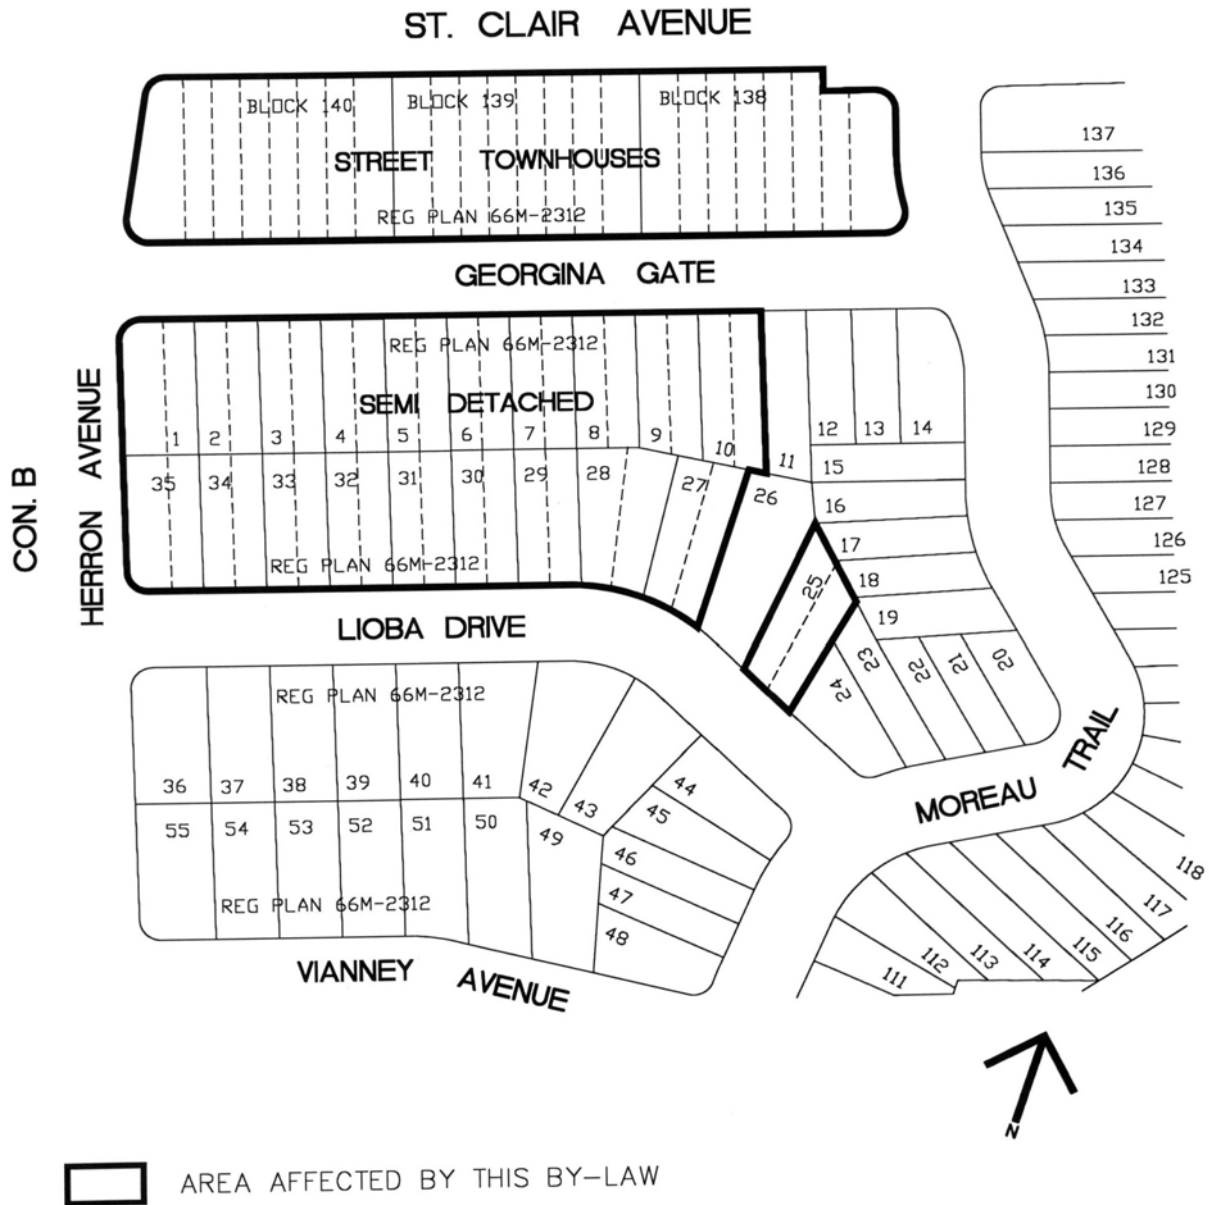 ST. CLAIR AVENUE
BLOCK 140 BLOCK 139 BLOCK 138
STREET TOWNHOUSES
REG PLAN 66M-2312
GEORGINA GATE
137
136
135
134
133
132
131
130
129
128
127
126
125
REG PLAN 66M-2312
SEMI DETACHED
1 2 3 4 5 6 7 8 9 10 11 12 13 14
35 34 33 32 31 30 29 28 27 26 15
16
17
18
19
25
24 23 22 21 20
REG PLAN 66M-2312
CON. B
HERRON AVENUE
LIOBA DRIVE
REG PLAN 66M-2312
36 37 38 39 40 41 42 43 44
45
55 54 53 52 51 50 49 46
47
48
REG PLAN 66M-2312
VIANNEY AVENUE
MOREAU TRAIL
118
117
116
115
114
113
112
111
N
AREA AFFECTED BY THIS BY-LAW